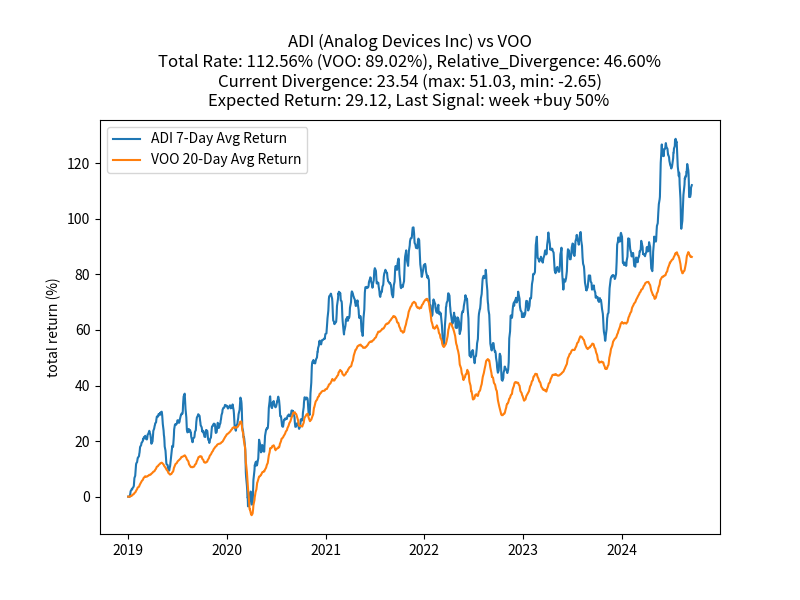 ADI (Analog Devices Inc) vs VOO
Total Rate: 112.56% (VOO: 89.02%), Relative_Divergence: 46.60%
Current Divergence: 23.54 (max: 51.03, min: -2.65)
Expected Return: 29.12, Last Signal: week +buy 50%
ADI 7-Day Avg Return
VOO 20-Day Avg Return
total return (%)
120
100
80
60
40
20
0
2019 2020 2021 2022 2023 2024